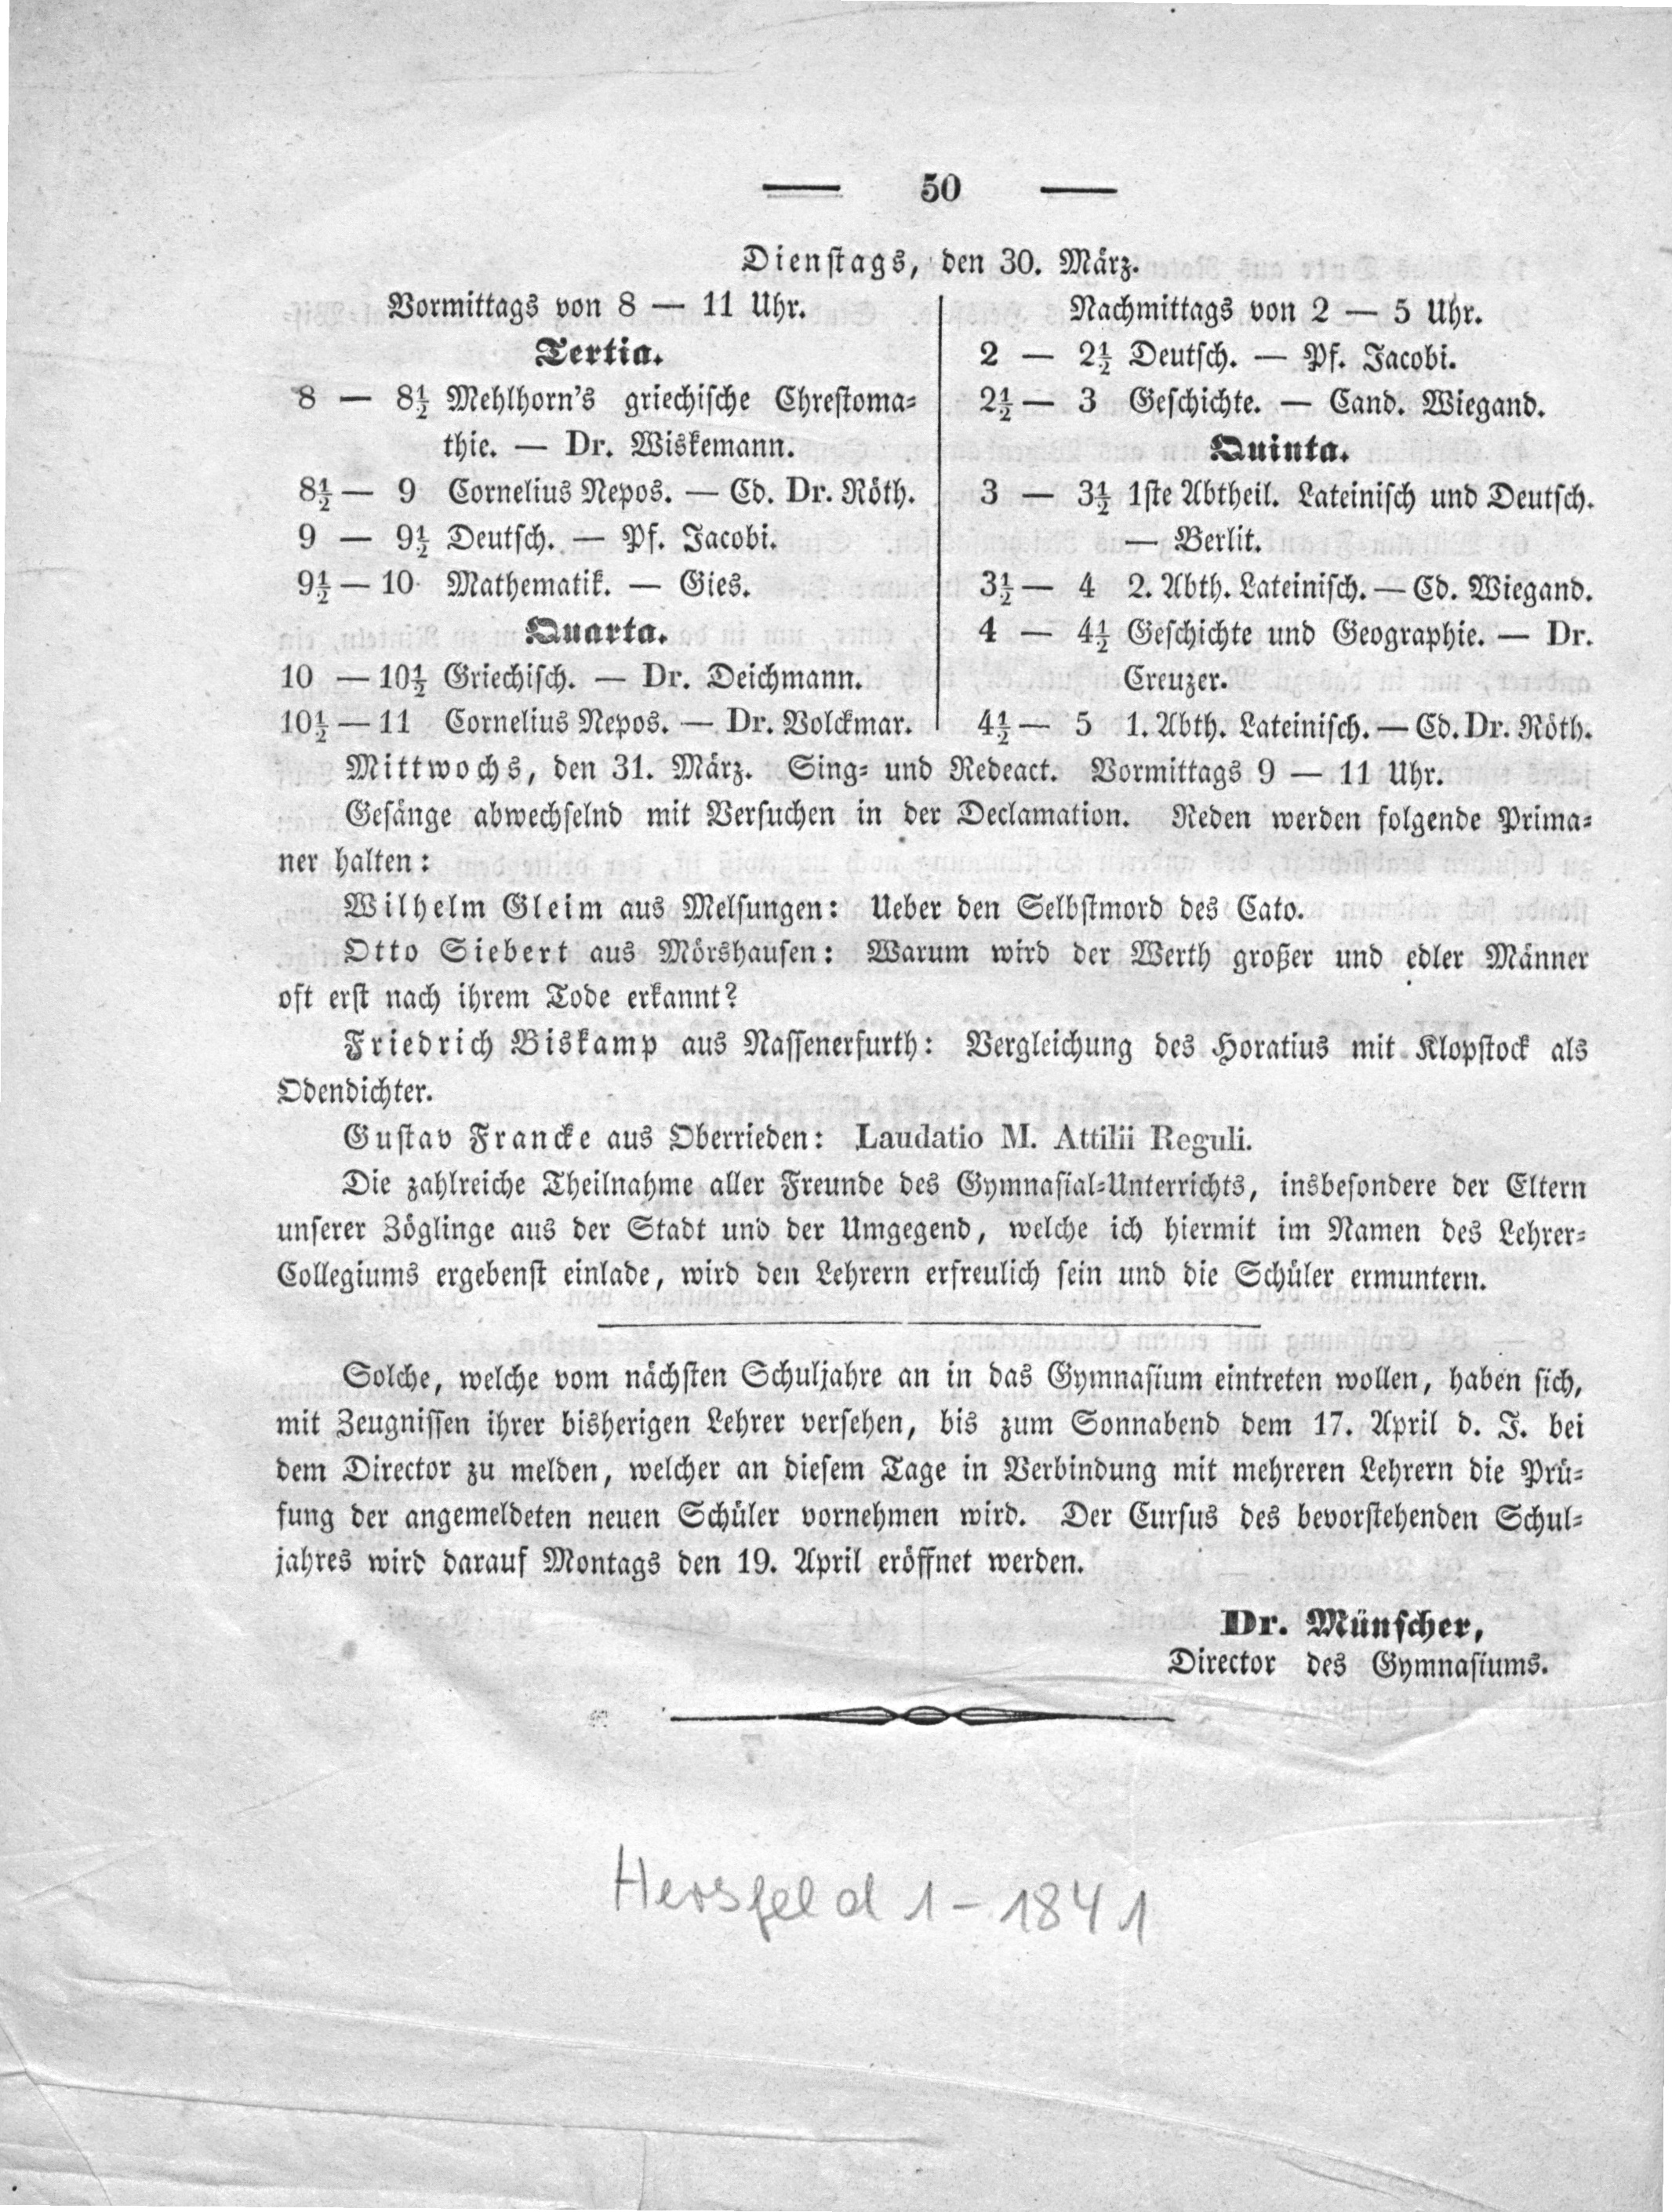 — 50 —
Dienstags, den 30. März.
Vormittags von 8 — 11 Uhr.
Tertia.
8 — 8½ Mehlhorn's griechische Chrestoma=
thie. — Dr. Wiskemann.
8½ — 9 Cornelius Nepos. — Cd. Dr. Röth.
9 — 9½ Deutsch. — Pf. Jacobi.
9½ — 10 Mathematik. — Gies.
Quarta.
10 — 10½ Griechisch. — Dr. Deichmann.
10½ — 11 Cornelius Nepos. — Dr. Volckmar.
Nachmittags von 2 — 5 Uhr.
2 — 2½ Deutsch. — Pf. Jacobi.
2½ — 3 Geschichte. — Cand. Wiegand.
Quinta.
3 — 3½ 1ste Abtheil. Lateinisch und Deutsch.
— Berlit.
3½ — 4 2. Abth. Lateinisch. — Cd. Wiegand.
4 — 4½ Geschichte und Geographie. — Dr.
Creuzer.
4½ — 5 1. Abth. Lateinisch. — Cd. Dr. Röth.
Mittwochs, den 31. März. Sing= und Redeact. Vormittags 9 — 11 Uhr.
Gesänge abwechselnd mit Versuchen in der Declamation. Reden werden folgende Prima=
ner halten:
Wilhelm Gleim aus Melsungen: Ueber den Selbstmord des Cato.
Otto Siebert aus Mörshausen: Warum wird der Werth großer und edler Männer
oft erst nach ihrem Tode erkannt?
Friedrich Biskamp aus Nassenerfurth: Vergleichung des Horatius mit Klopstock als
Odendichter.
Gustav Francke aus Oberrieden: Laudatio M. Attilii Reguli.
Die zahlreiche Theilnahme aller Freunde des Gymnasial=Unterrichts, insbesondere der Eltern
unserer Zöglinge aus der Stadt und der Umgegend, welche ich hiermit im Namen des Lehrer=
Collegiums ergebenst einlade, wird den Lehrern erfreulich sein und die Schüler ermuntern.
Solche, welche vom nächsten Schuljahre an in das Gymnasium eintreten wollen, haben sich,
mit Zeugnissen ihrer bisherigen Lehrer versehen, bis zum Sonnabend dem 17. April d. J. bei
dem Director zu melden, welcher an diesem Tage in Verbindung mit mehreren Lehrern die Prü=
fung der angemeldeten neuen Schüler vornehmen wird. Der Cursus des bevorstehenden Schul=
jahres wird darauf Montags den 19. April eröffnet werden.
Dr. Münscher,
Director des Gymnasiums.
Hersfeld 1 - 1841